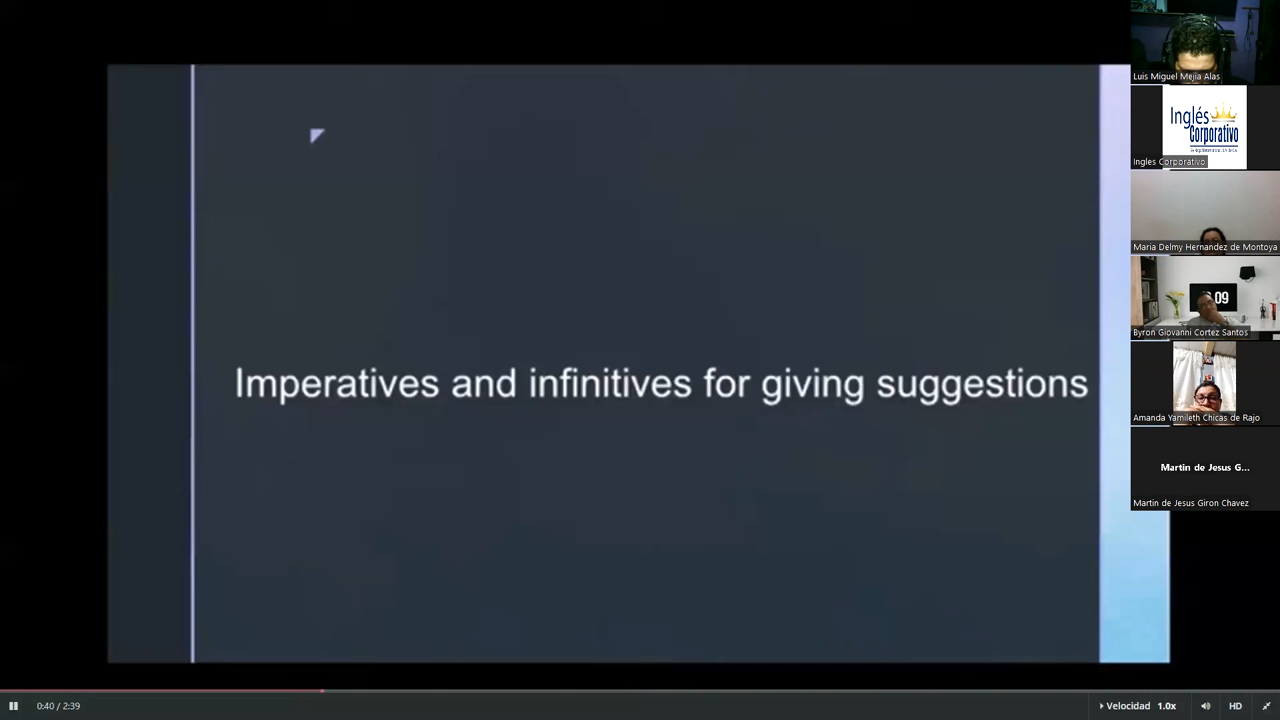 Luis Miguel Mejía Alas
Inglés
Corporativo
Ingles Corporativo
Maria Delmy Hernandez de Montoya
:09
Byron Giovanni Cortez Santos
Imperatives and infinitives for giving suggestions
Amanda Yamileth Chicas de Rajo
Martin de Jesus G...
Martin de Jesus Giron Chavez
0:40 / 2:39
Velocidad 1.0x
HD